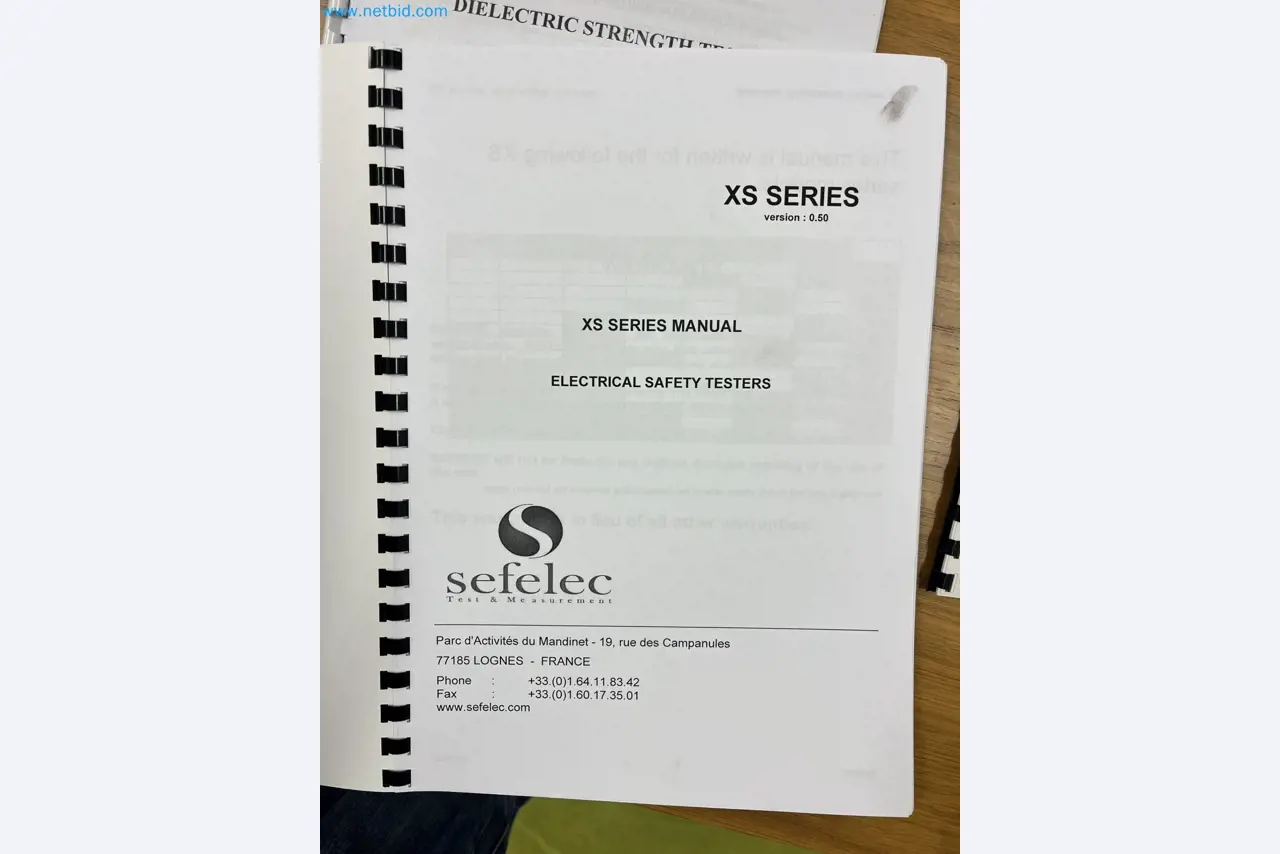 www.netbid.com
DIELECTRIC STRENGTH
XS SERIES
version : 0.50
XS SERIES MANUAL
ELECTRICAL SAFETY TESTERS
sefelec
Test & Measurement
Parc d'Activités du Mandinet - 19, rue des Campanules
77185 LOGNES - FRANCE
Phone : +33.(0)1.64.11.83.42
Fax : +33.(0)1.60.17.35.01
www.sefelec.com